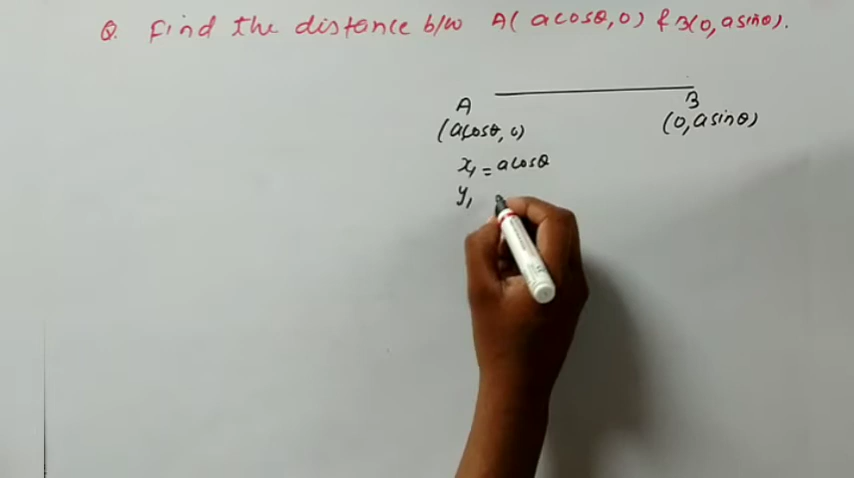 Q. Find the distance b/w A(acosθ,0) & B(0,asinθ).
A B
(acosθ,0) (0,asinθ)
x₁ = acosθ
y₁